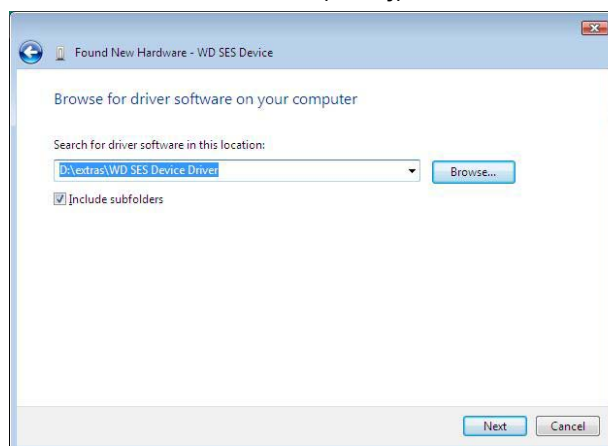 Found New Hardware - WD SES Device
Browse for driver software on your computer
Search for driver software in this location:
D:\extras\WD SES Device Driver
Browse...
Include subfolders
Next
Cancel